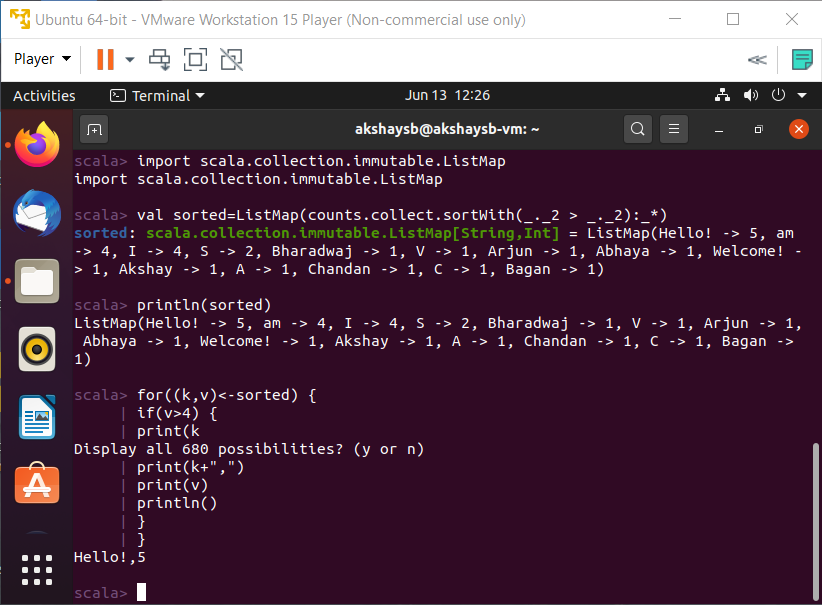 Ubuntu 64-bit - VMware Workstation 15 Player (Non-commercial use only)
Player
Activities
Terminal
Jun 13 12:26
akshaysb@akshaysb-vm: ~
scala> import scala.collection.immutable.ListMap
import scala.collection.immutable.ListMap
scala> val sorted=ListMap(counts.collect.sortWith(_._2 > _._2):_*)
sorted: scala.collection.immutable.ListMap[String,Int] = ListMap(Hello! -> 5, am
-> 4, I -> 4, S -> 2, Bharadwaj -> 1, V -> 1, Arjun -> 1, Abhaya -> 1, Welcome! -
> 1, Akshay -> 1, A -> 1, Chandan -> 1, C -> 1, Bagan -> 1)
scala> println(sorted)
ListMap(Hello! -> 5, am -> 4, I -> 4, S -> 2, Bharadwaj -> 1, V -> 1, Arjun -> 1,
Abhaya -> 1, Welcome! -> 1, Akshay -> 1, A -> 1, Chandan -> 1, C -> 1, Bagan ->
1)
scala> for((k,v)<-sorted) {
| if(v>4) {
| print(k
Display all 680 possibilities? (y or n)
| print(k+",")
| print(v)
| println()
| }
| }
Hello!,5
scala>